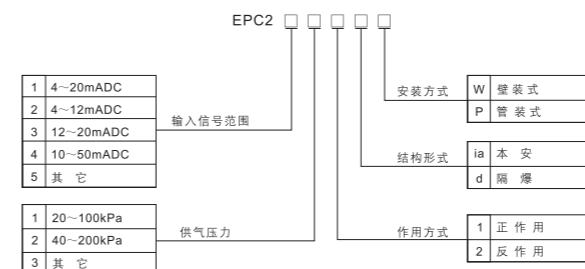 EPC2 □ □ □ □ □
1 4～20mADC
2 4～12mADC
3 12～20mADC
4 10～50mADC
5 其 它
输入信号范围
1 20～100kPa
2 40～200kPa
3 其 它
供气压力
安装方式
W 壁装式
P 管装式
结构形式
ia 本 安
d 隔 爆
作用方式
1 正作用
2 反作用